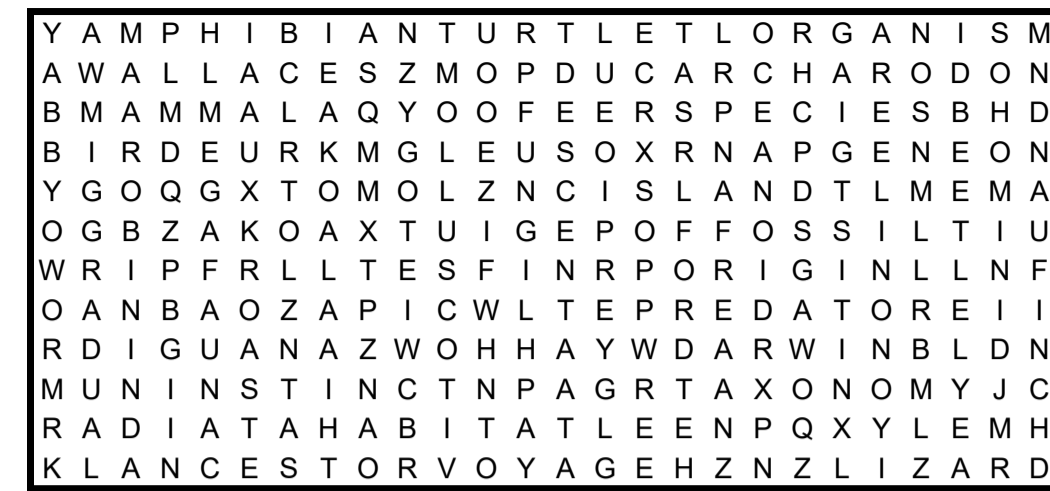 Y A M P H I B I A N T U R T L E T L O R G A N I S M
A W A L L A C E S Z M O P D U C A R C H A R O D O N
B M A M M A L A Q Y O O F E E R S P E C I E S B H D
B I R D E U R K M G L E U S O X R N A P G E N E O N
Y G O Q G X T O M O L Z N C I S L A N D T L M E M A
O G B Z A K O A X T U I G E P O F F O S S I L T I U
W R I P F R L L T E S F I N R P O R I G I N L L N F
O A N B A O Z A P I C W L T E P R E D A T O R E I I
R D I G U A N A Z W O H H A Y W D A R W I N B L D N
M U N I N S T I N C T N P A G R T A X O N O M Y J C
R A D I A T A H A B I T A T L E E N P Q X Y L E M H
K L A N C E S T O R V O Y A G E H Z N Z L I Z A R D